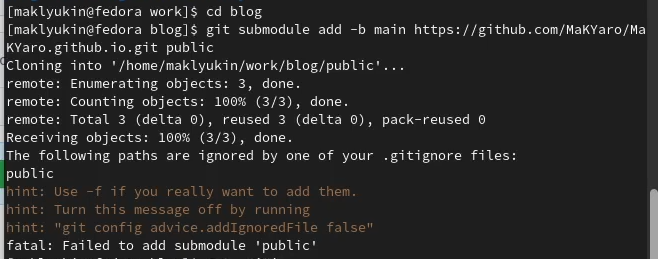 [maklyukin@fedora work]$ cd blog
[maklyukin@fedora blog]$ git submodule add -b main https://github.com/MaKYaro/Ma
KYaro.github.io.git public
Cloning into '/home/maklyukin/work/blog/public'...
remote: Enumerating objects: 3, done.
remote: Counting objects: 100% (3/3), done.
remote: Total 3 (delta 0), reused 3 (delta 0), pack-reused 0
Receiving objects: 100% (3/3), done.
The following paths are ignored by one of your .gitignore files:
public
hint: Use -f if you really want to add them.
hint: Turn this message off by running
hint: "git config advice.addIgnoredFile false"
fatal: Failed to add submodule 'public'